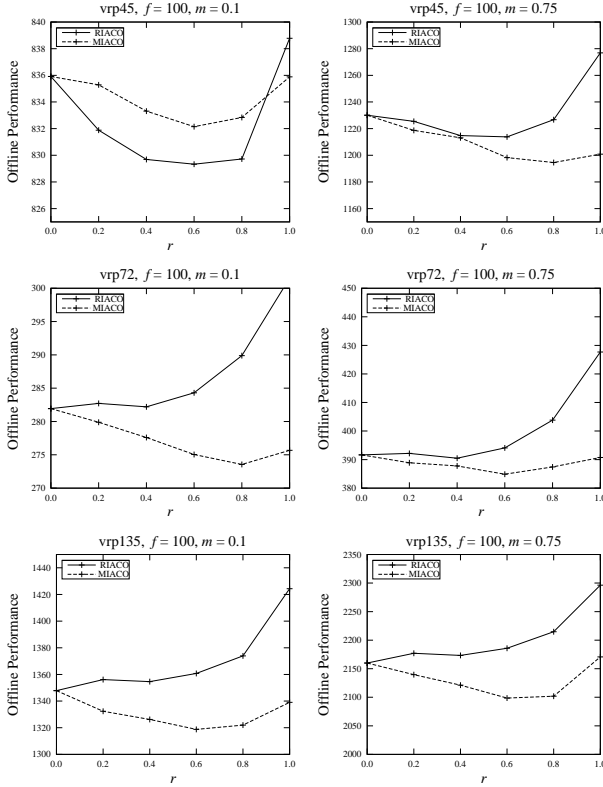 vrp45, f = 100, m = 0.1
RIACO
MIACO
Offline Performance
840
836
832
828
826
0.0 0.2 0.4 0.6 0.8 1.0
r
vrp45, f = 100, m = 0.75
RIACO
MIACO
Offline Performance
1300
1280
1260
1240
1220
1200
1180
1160
0.0 0.2 0.4 0.6 0.8 1.0
r
vrp72, f = 100, m = 0.1
RIACO
MIACO
Offline Performance
300
295
290
285
280
275
270
0.0 0.2 0.4 0.6 0.8 1.0
r
vrp72, f = 100, m = 0.75
RIACO
MIACO
Offline Performance
450
440
430
420
400
390
380
0.0 0.2 0.4 0.6 0.8 1.0
r
vrp135, f = 100, m = 0.1
RIACO
MIACO
Offline Performance
1440
1400
1380
1360
1340
1320
1300
0.0 0.2 0.4 0.6 0.8 1.0
r
vrp135, f = 100, m = 0.75
RIACO
MIACO
Offline Performance
2350
2300
2250
2200
2150
2100
2050
2000
0.0 0.2 0.4 0.6 0.8 1.0
r